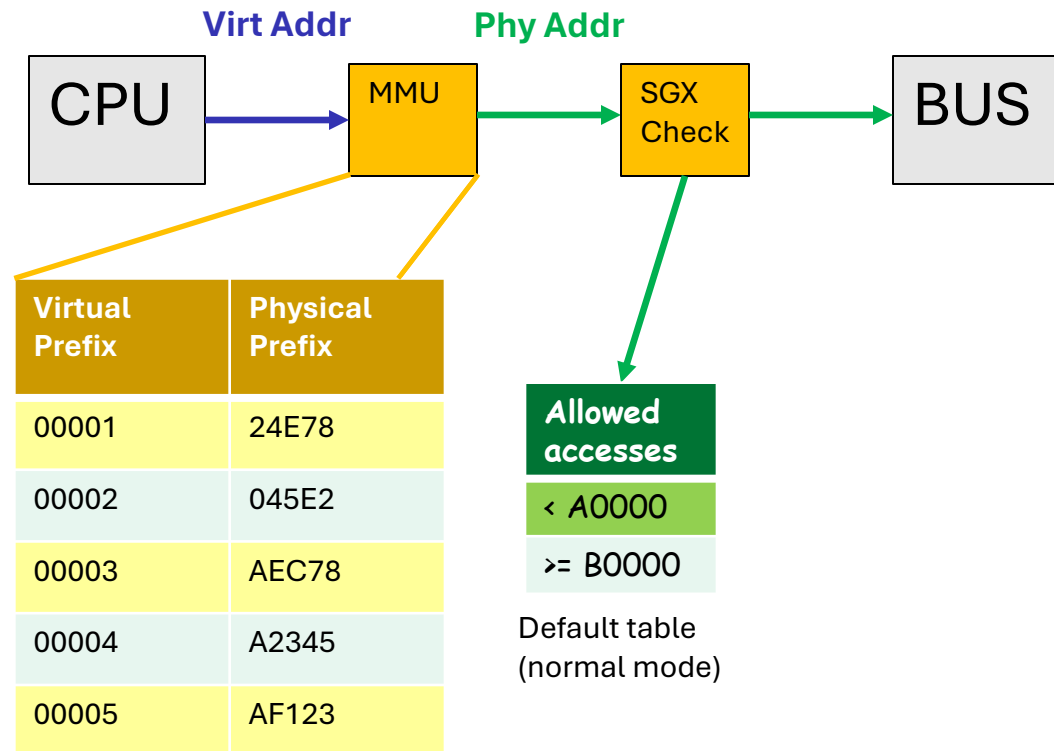 Virt Addr
Phy Addr
CPU
MMU
SGX
Check
BUS
Virtual
Prefix
Physical
Prefix
00001
24E78
00002
045E2
00003
AEC78
00004
A2345
00005
AF123
Allowed
accesses
< A0000
>= B0000
Default table
(normal mode)